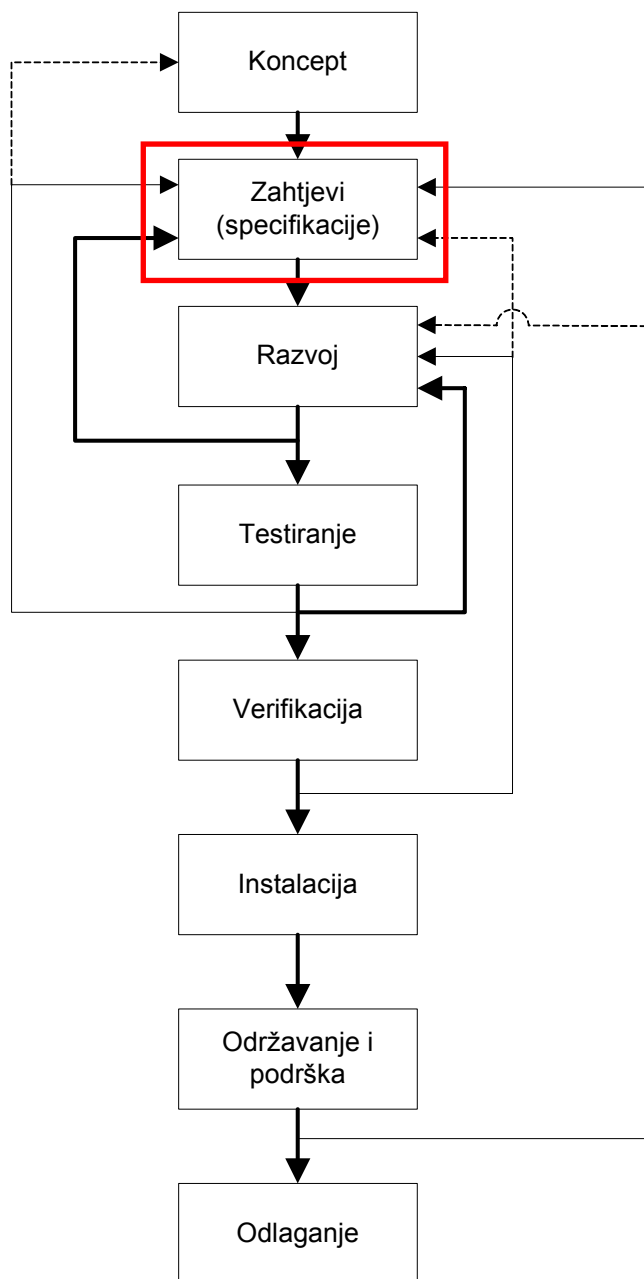 Koncept
Zahtjevi
(specifikacije)
Razvoj
Testiranje
Verifikacija
Instalacija
Održavanje i
podrška
Odlaganje